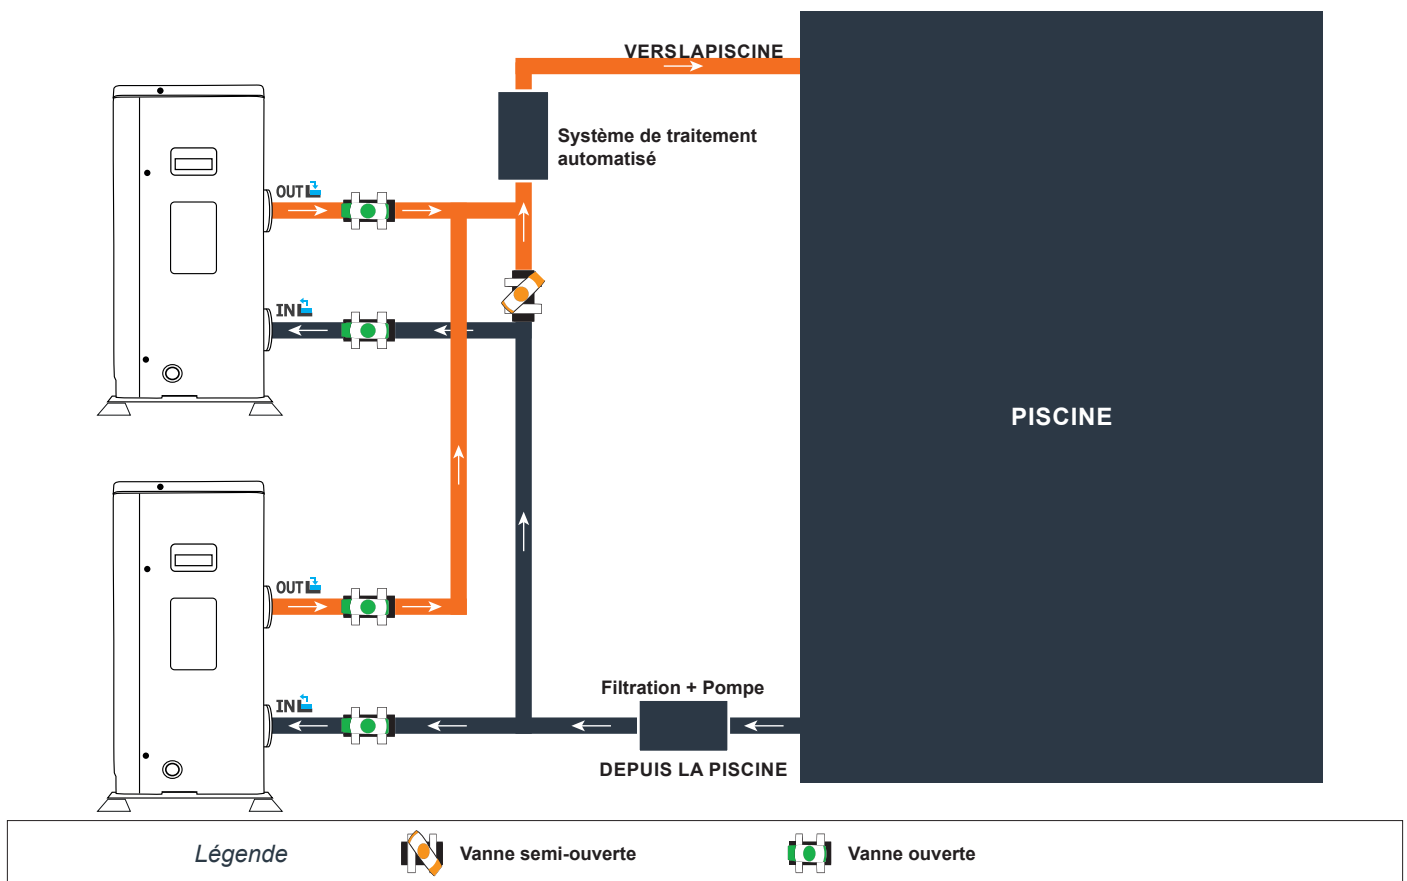 VERSLAPISCINE
Système de traitement
automatisé
OUT
IN
PISCINE
OUT
IN
Filtration + Pompe
DEPUIS LA PISCINE
Légende
Vanne semi-ouverte
Vanne ouverte